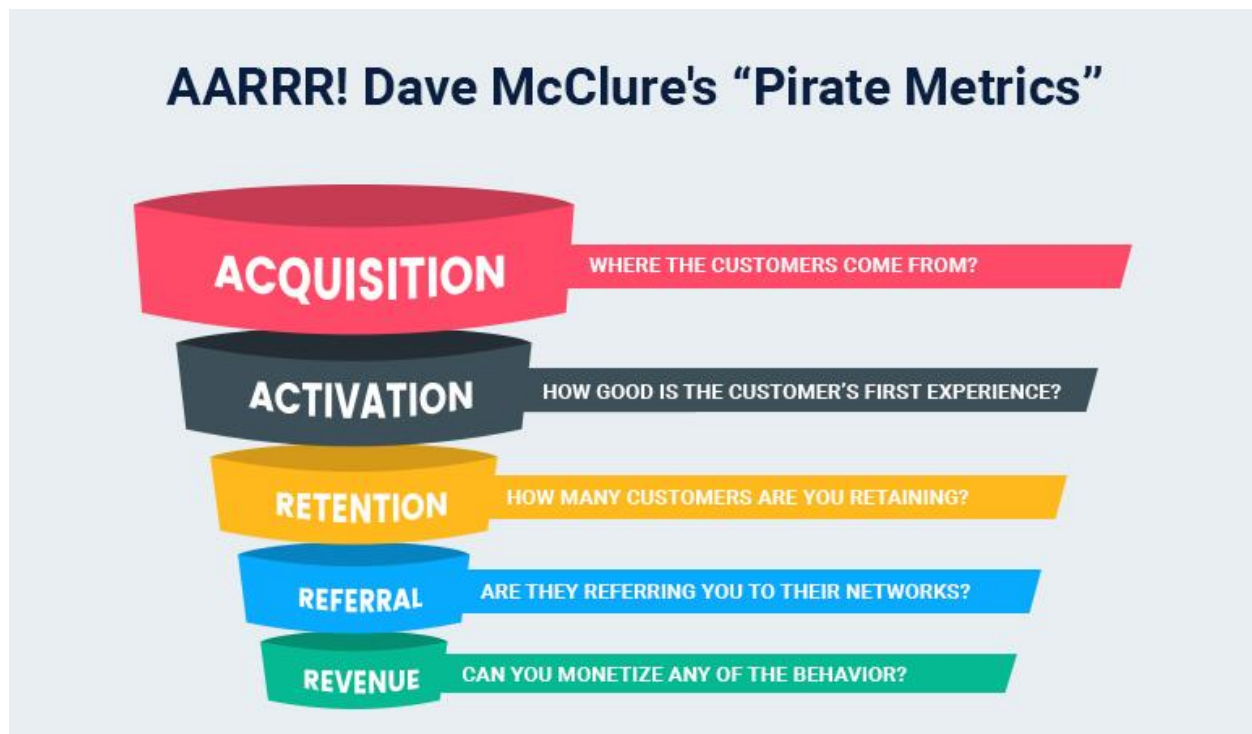 AARRR! Dave McClure's “Pirate Metrics”
ACQUISITION
WHERE THE CUSTOMERS COME FROM?
ACTIVATION
HOW GOOD IS THE CUSTOMER’S FIRST EXPERIENCE?
RETENTION
HOW MANY CUSTOMERS ARE YOU RETAINING?
REFERRAL
ARE THEY REFERRING YOU TO THEIR NETWORKS?
REVENUE
CAN YOU MONETIZE ANY OF THE BEHAVIOR?